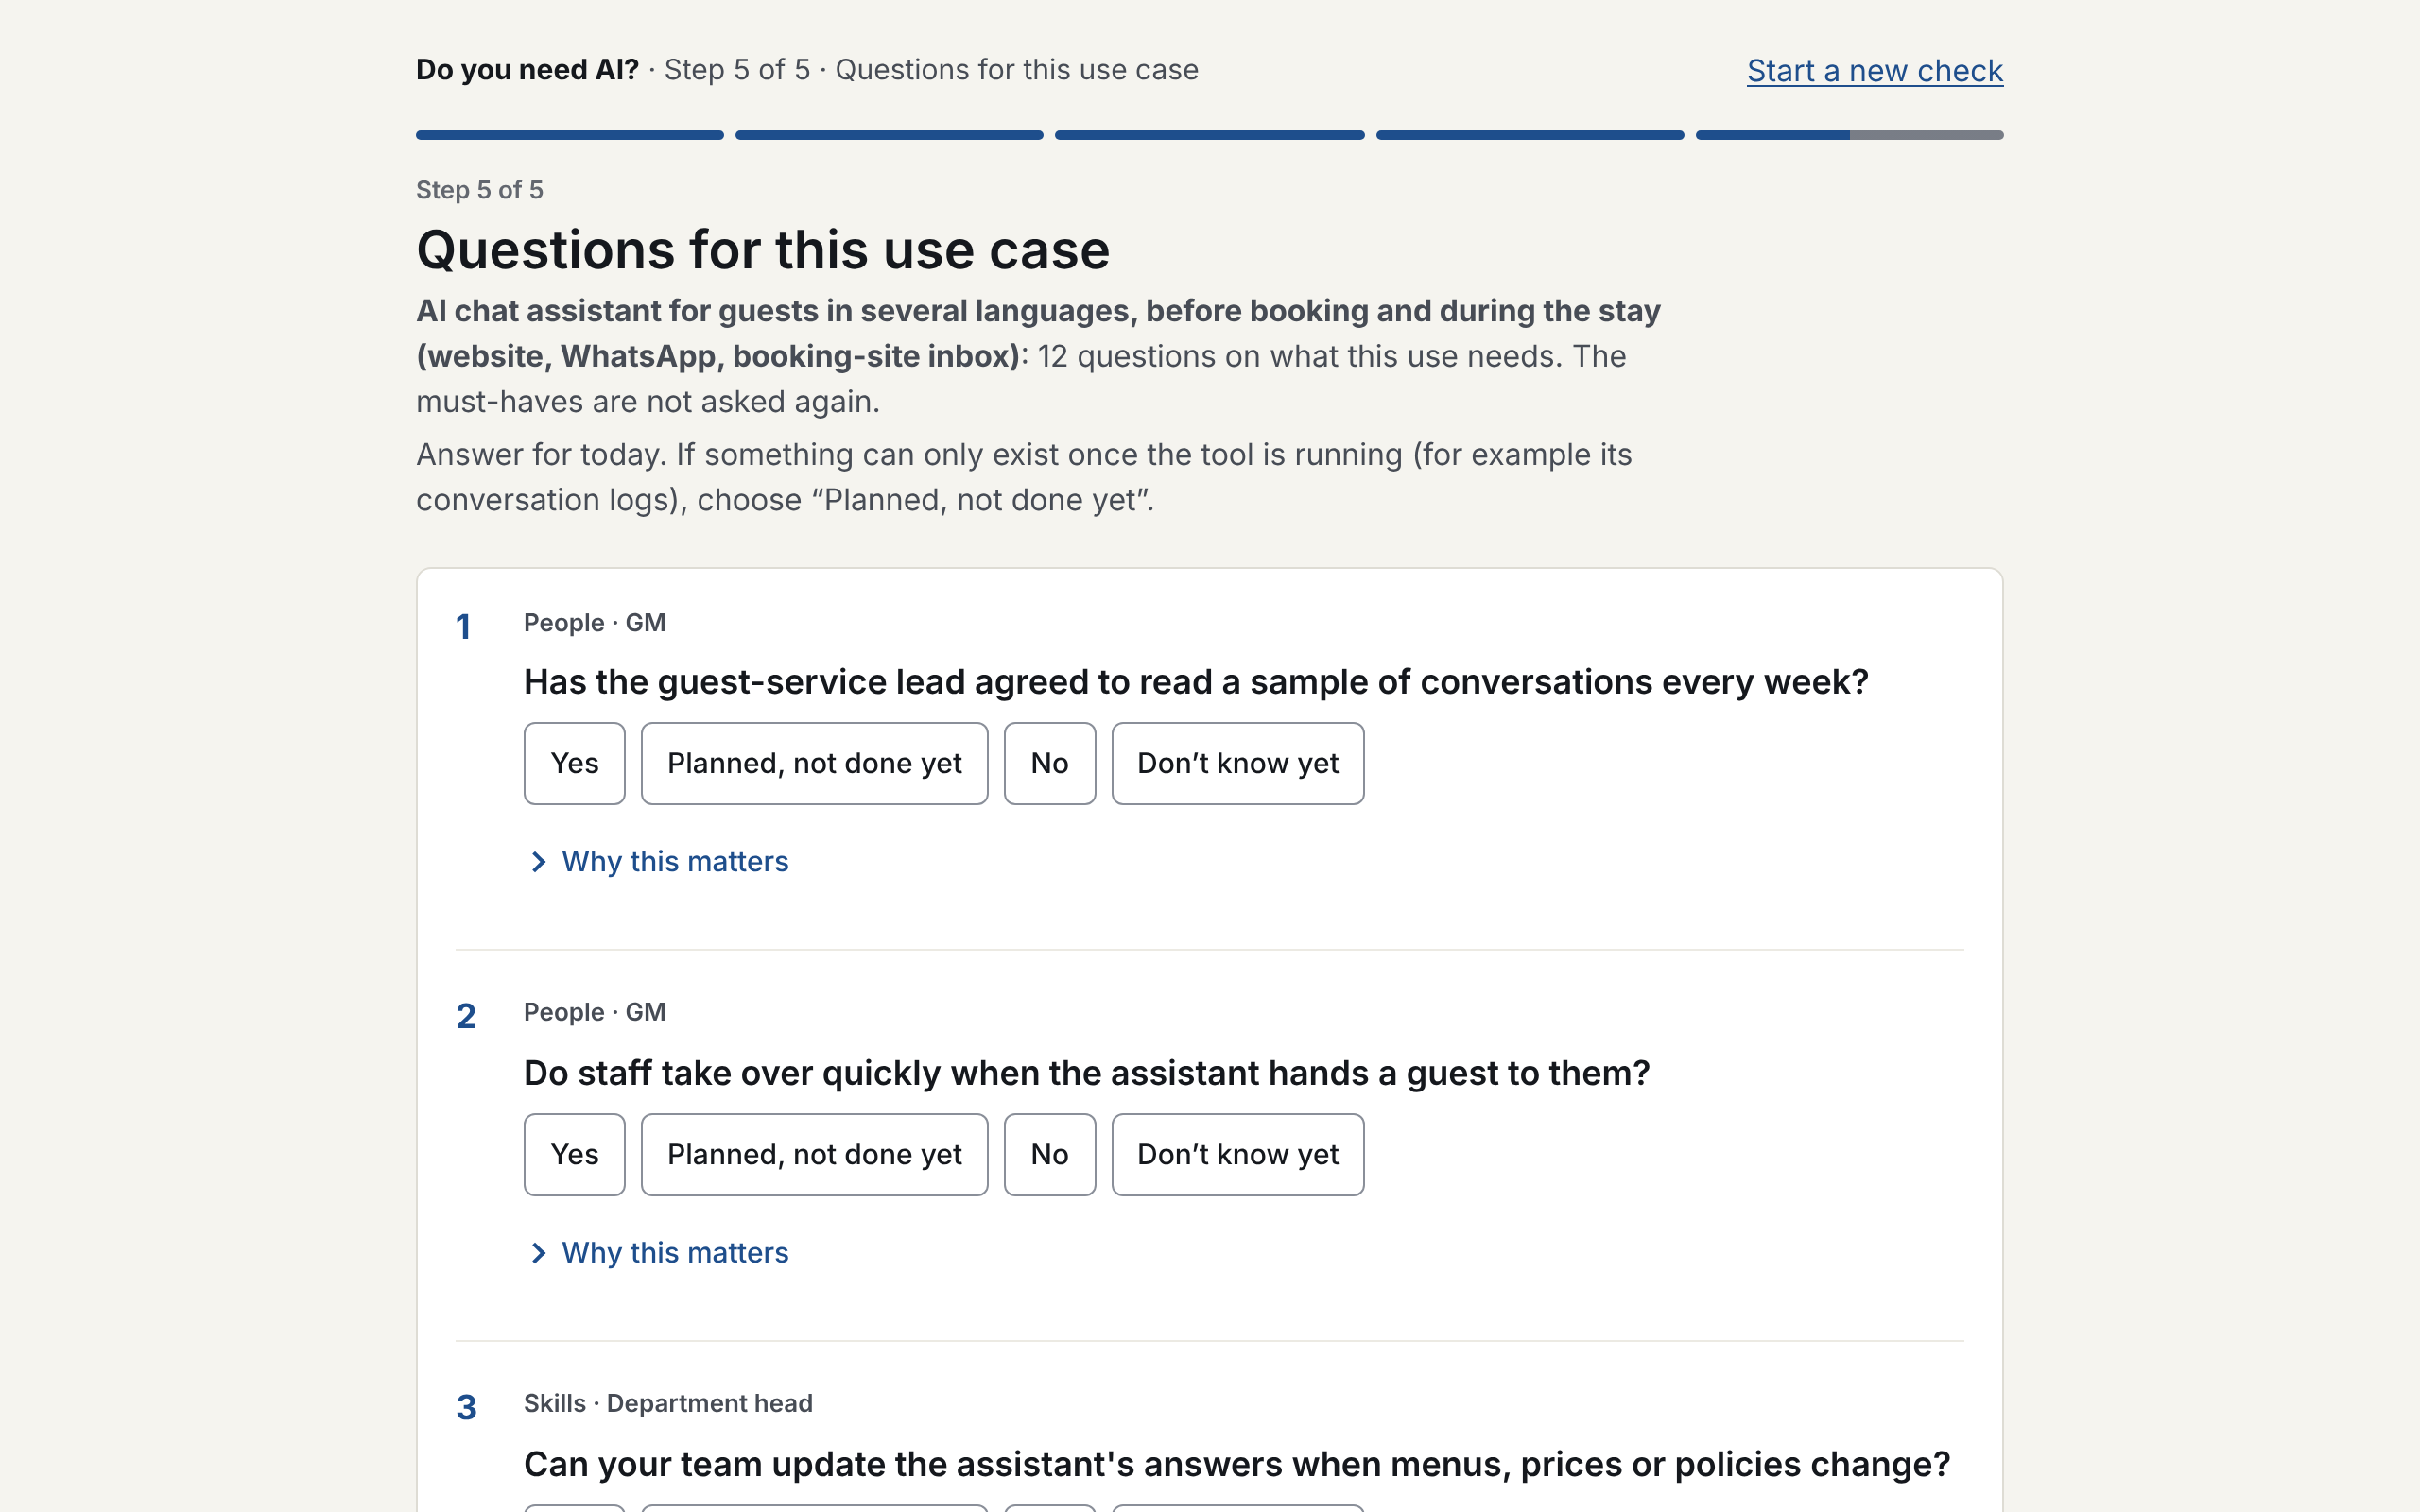 Do you need AI? · Step 5 of 5 · Questions for this use case
Start a new check
Step 5 of 5
Questions for this use case
AI chat assistant for guests in several languages, before booking and during the stay
(website, WhatsApp, booking-site inbox): 12 questions on what this use needs. The
must-haves are not asked again.
Answer for today. If something can only exist once the tool is running (for example its
conversation logs), choose “Planned, not done yet”.
1
People · GM
Has the guest-service lead agreed to read a sample of conversations every week?
Yes
Planned, not done yet
No
Don’t know yet
Why this matters
2
People · GM
Do staff take over quickly when the assistant hands a guest to them?
Yes
Planned, not done yet
No
Don’t know yet
Why this matters
3
Skills · Department head
Can your team update the assistant's answers when menus, prices or policies change?